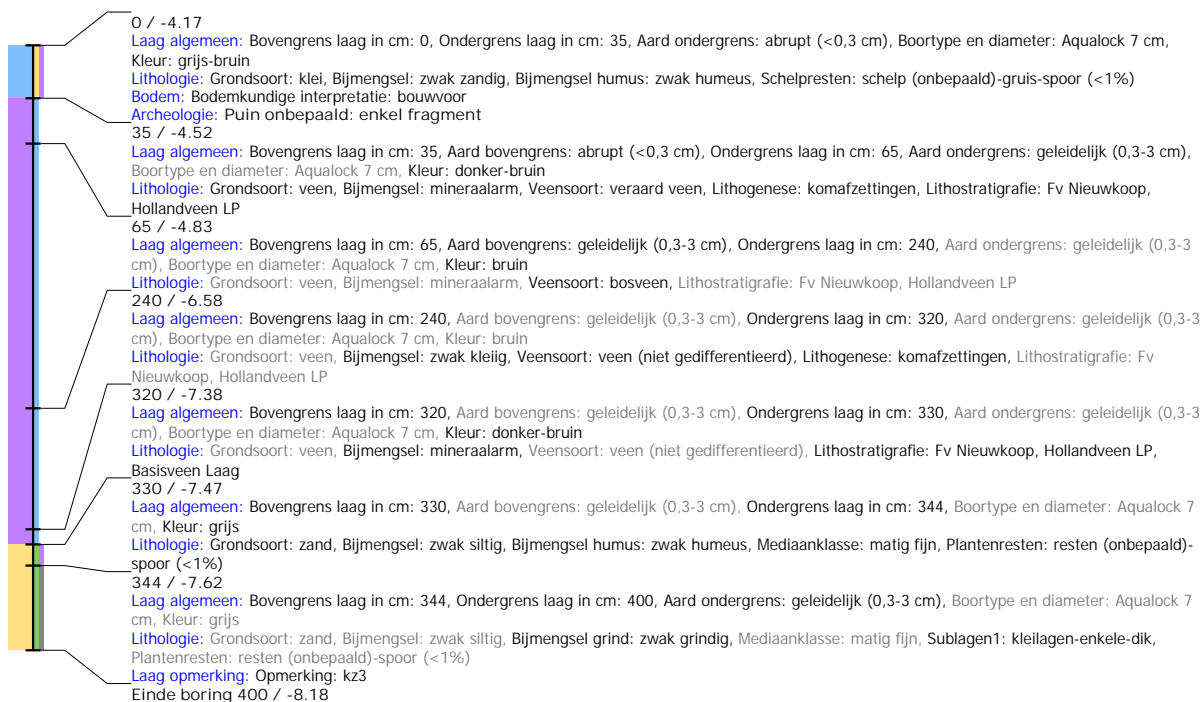 0 / -4.17
Laag algemeen: Bovengrens laag in cm: 0, Ondergrens laag in cm: 35, Aard ondergrens: abrupt (<0,3 cm), Boortype en diameter: Aqualock 7 cm,
Kleur: grijs-bruin
Lithologie: Grondsoort: klei, Bijmengsel: zwak zandig, Bijmengsel humus: zwak humeus, Schelpresten: schelp (onbepaald)-gruis-spoor (<1%)
Bodem: Bodemkundige interpretatie: bouwvoor
Archeologie: Puin onbepaald: enkel fragment
35 / -4.52
Laag algemeen: Bovengrens laag in cm: 35, Aard bovengrens: abrupt (<0,3 cm), Ondergrens laag in cm: 65, Aard ondergrens: geleidelijk (0,3-3 cm),
Boortype en diameter: Aqualock 7 cm, Kleur: donker-bruin
Lithologie: Grondsoort: veen, Bijmengsel: mineraalarm, Veensoort: veraard veen, Lithogenese: komafzettingen, Lithostratigrafie: Fv Nieuwkoop,
Hollandveen LP
65 / -4.83
Laag algemeen: Bovengrens laag in cm: 65, Aard bovengrens: geleidelijk (0,3-3 cm), Ondergrens laag in cm: 240, Aard ondergrens: geleidelijk (0,3-3
cm), Boortype en diameter: Aqualock 7 cm, Kleur: bruin
Lithologie: Grondsoort: veen, Bijmengsel: mineraalarm, Veensoort: bosveen, Lithostratigrafie: Fv Nieuwkoop, Hollandveen LP
240 / -6.58
Laag algemeen: Bovengrens laag in cm: 240, Aard bovengrens: geleidelijk (0,3-3 cm), Ondergrens laag in cm: 320, Aard ondergrens: geleidelijk (0,3-3
cm), Boortype en diameter: Aqualock 7 cm, Kleur: bruin
Lithologie: Grondsoort: veen, Bijmengsel: zwak kleiig, Veensoort: veen (niet gedifferentieerd), Lithogenese: komafzettingen, Lithostratigrafie: Fv
Nieuwkoop, Hollandveen LP
320 / -7.38
Laag algemeen: Bovengrens laag in cm: 320, Aard bovengrens: geleidelijk (0,3-3 cm), Ondergrens laag in cm: 330, Aard ondergrens: geleidelijk (0,3-3
cm), Boortype en diameter: Aqualock 7 cm, Kleur: donker-bruin
Lithologie: Grondsoort: veen, Bijmengsel: mineraalarm, Veensoort: veen (niet gedifferentieerd), Lithostratigrafie: Fv Nieuwkoop, Hollandveen LP,
Basisveen Laag
330 / -7.47
Laag algemeen: Bovengrens laag in cm: 330, Aard bovengrens: geleidelijk (0,3-3 cm), Ondergrens laag in cm: 344, Boortype en diameter: Aqualock 7
cm, Kleur: grijs
Lithologie: Grondsoort: zand, Bijmengsel: zwak siltig, Bijmengsel humus: zwak humeus, Mediaanklasse: matig fijn, Plantenresten: resten (onbepaald)-
spoor (<1%)
344 / -7.62
Laag algemeen: Bovengrens laag in cm: 344, Ondergrens laag in cm: 400, Aard ondergrens: geleidelijk (0,3-3 cm), Boortype en diameter: Aqualock 7
cm, Kleur: grijs
Lithologie: Grondsoort: zand, Bijmengsel: zwak siltig, Bijmengsel grind: zwak grindig, Mediaanklasse: matig fijn, Sublagen1: kleilagen-enkele-dik,
Plantenresten: resten (onbepaald)-spoor (<1%)
Laag opmerking: Opmerking: kz3
Einde boring 400 / -8.18